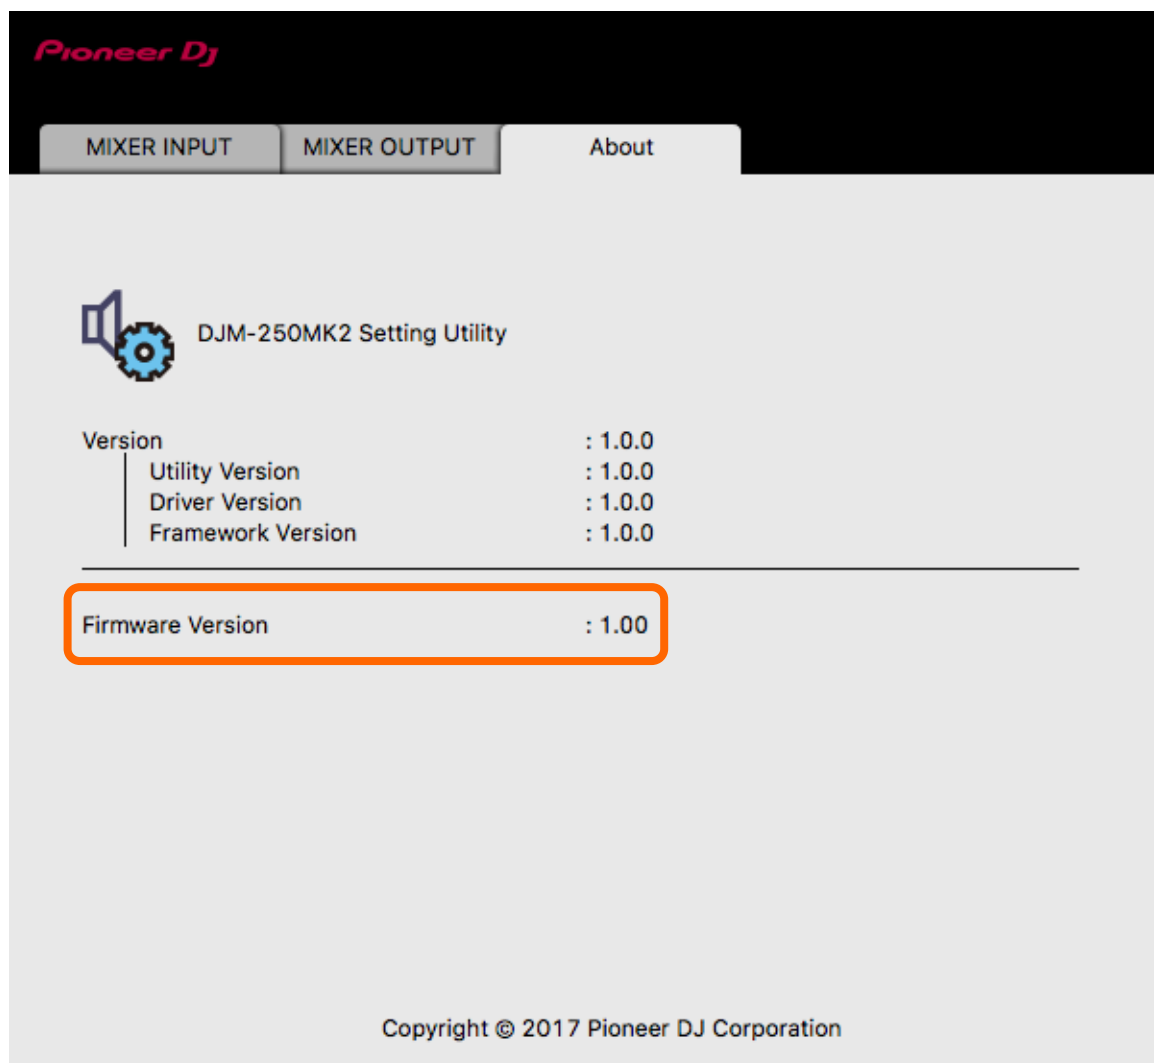 Pioneer Dj
MIXER INPUT MIXER OUTPUT About
DJM-250MK2 Setting Utility
Version : 1.0.0
Utility Version : 1.0.0
Driver Version : 1.0.0
Framework Version : 1.0.0
Firmware Version : 1.00
Copyright © 2017 Pioneer DJ Corporation